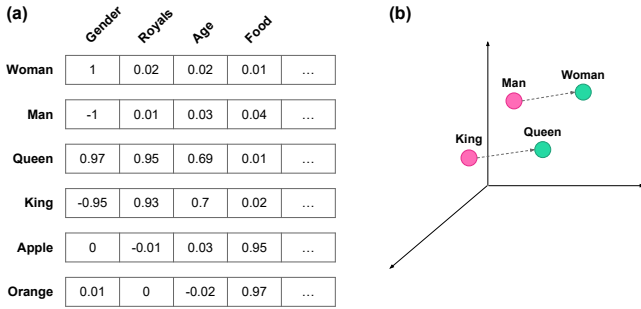 (a)
Gender Royals Age Food
Woman 1 0.02 0.02 0.01 ...
Man -1 0.01 0.03 0.04 ...
Queen 0.97 0.95 0.69 0.01 ...
King -0.95 0.93 0.7 0.02 ...
Apple 0 -0.01 0.03 0.95 ...
Orange 0.01 0 -0.02 0.97 ...
(b)
Man Woman
King Queen